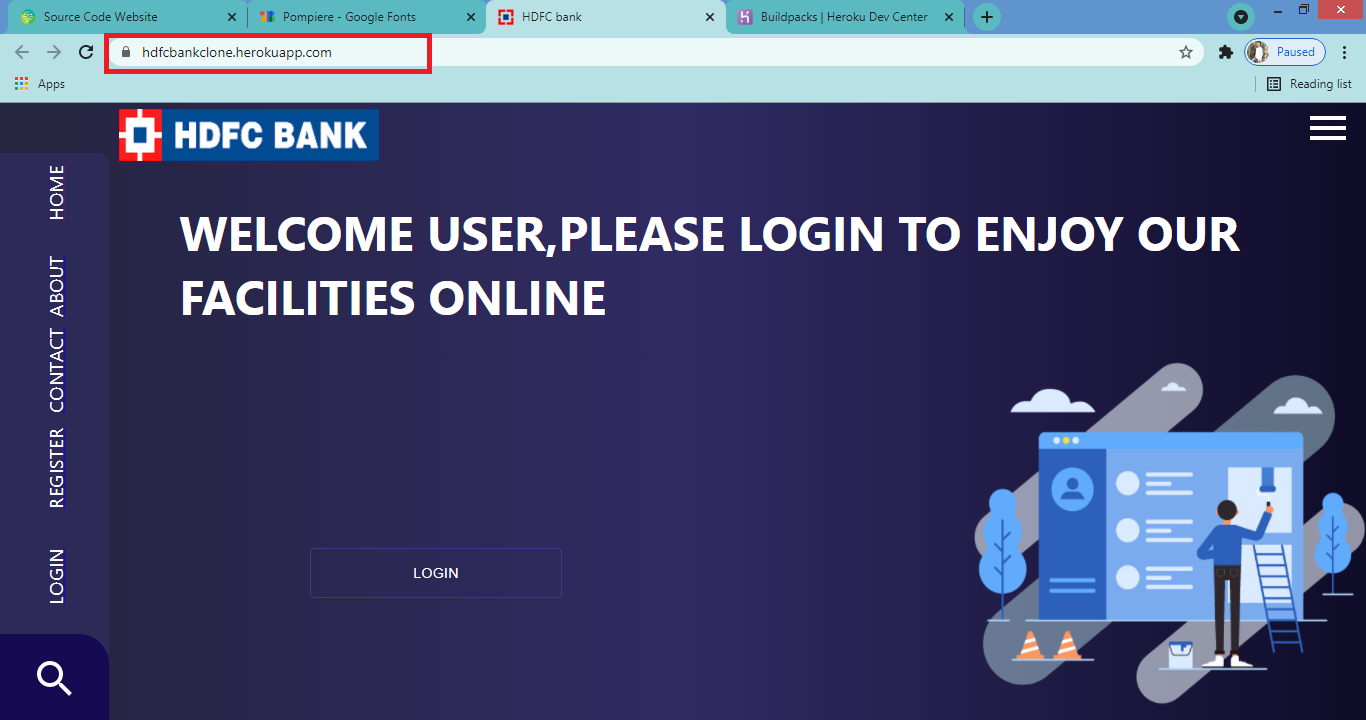 Source Code Website
Pompiere - Google Fonts
HDFC bank
Buildpacks | Heroku Dev Center
hdfcbankclone.herokuapp.com
Paused
Apps
Reading list
HDFC BANK
HOME
ABOUT
CONTACT
REGISTER
LOGIN
WELCOME USER,PLEASE LOGIN TO ENJOY OUR
FACILITIES ONLINE
LOGIN